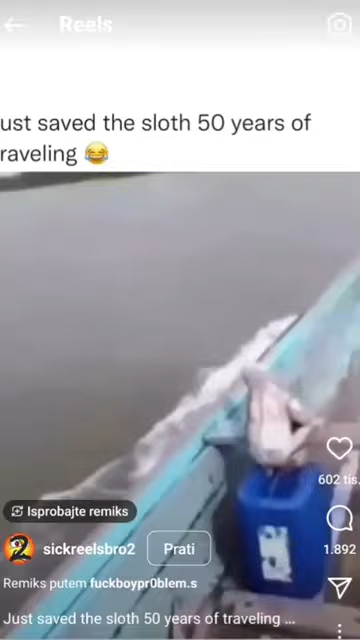 Reels
ust saved the sloth 50 years of
raveling 😂
602 tis.
Isprobajte remiks
sickreelsbro2 Prati
1.892
Remiks putem fuckboypr0blem.s
Just saved the sloth 50 years of traveling ...